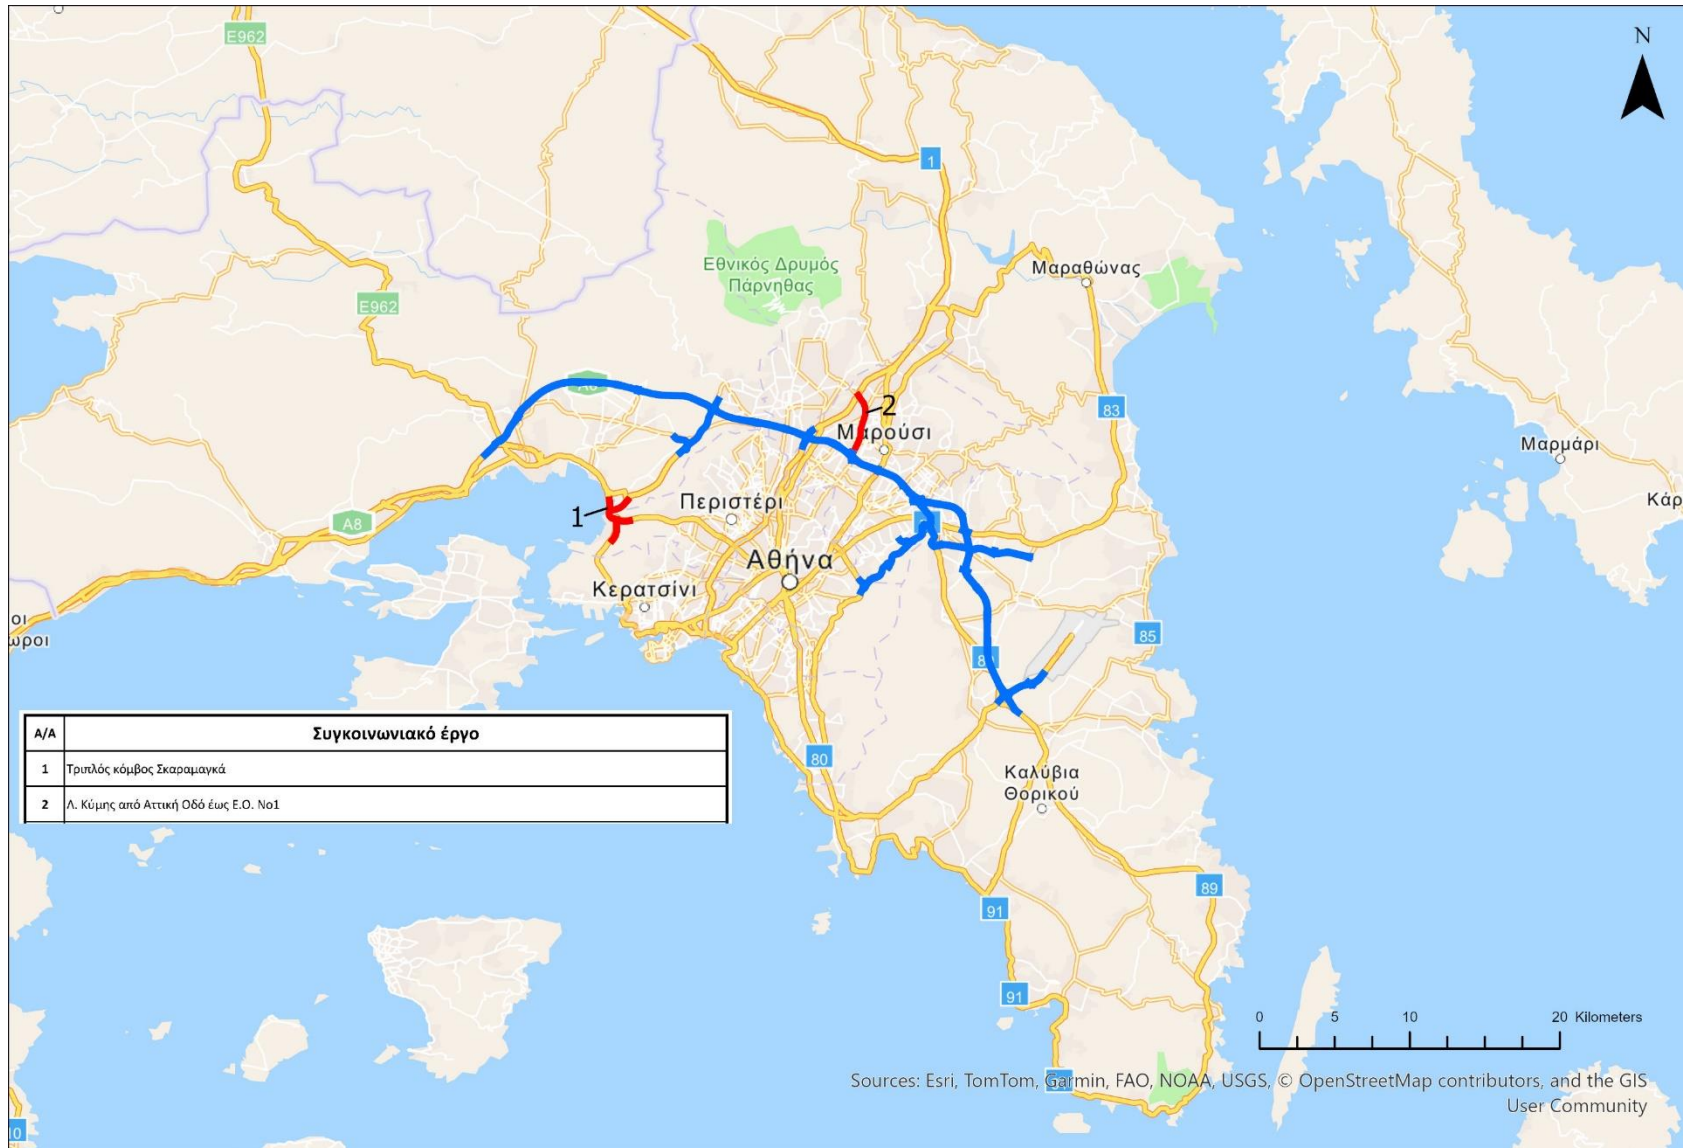 E962
N
1
Εθνικός Δρυμός
Πάρνηθας
Μαραθώνας
E962
83
2
Μαρούσι
Μαρμάρι
Κάρ
Περιστέρι
1
A8
Αθήνα
Κερατσίνι
οι
ωροι
85
Α/Α Συγκοινωνιακό έργο
1 Τριπλός κόμβος Σκαραμαγκά
2 Λ. Κύμης από Αττική Οδό έως Ε.Ο. Νο1
80
Καλύβια
Θορικού
89
91
91
0 5 10 20 Kilometers
Sources: Esri, TomTom, Garmin, FAO, NOAA, USGS, © OpenStreetMap contributors, and the GIS
User Community
10